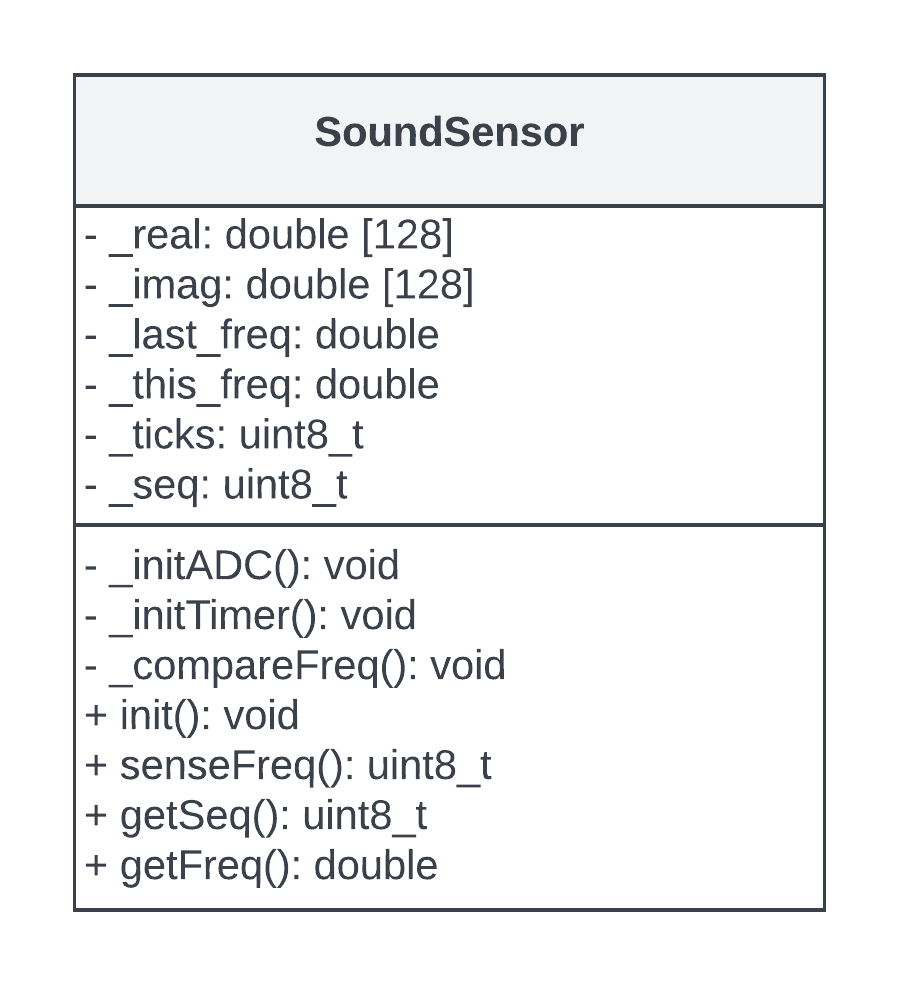 SoundSensor
- _real: double [128]
- _imag: double [128]
- _last_freq: double
- _this_freq: double
- _ticks: uint8_t
- _seq: uint8_t
- _initADC(): void
- _initTimer(): void
- _compareFreq(): void
+ init(): void
+ senseFreq(): uint8_t
+ getSeq(): uint8_t
+ getFreq(): double